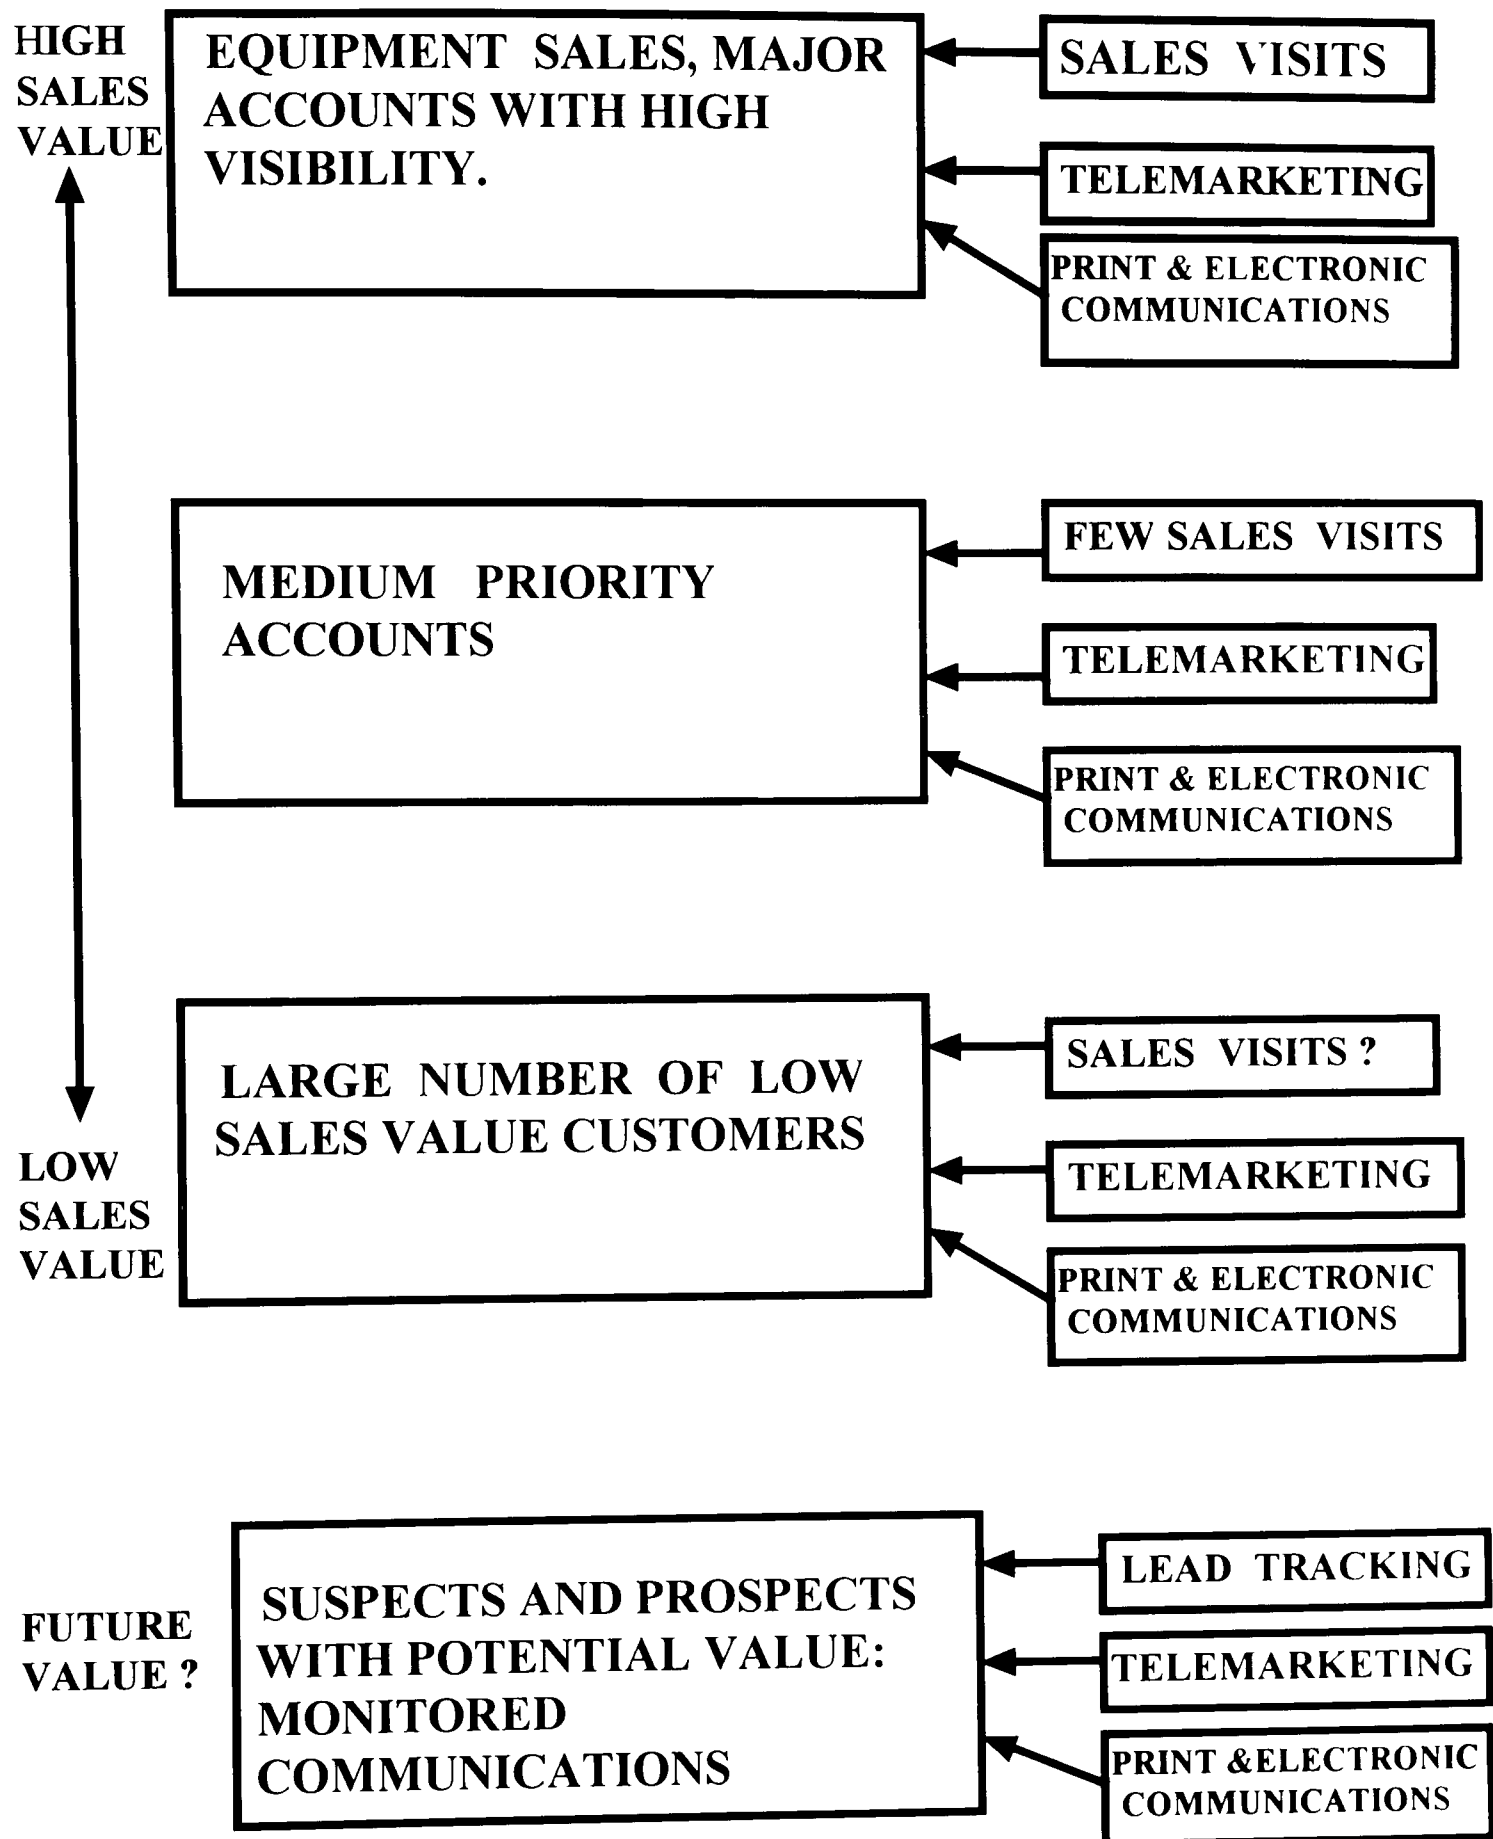 HIGH
SALES
VALUE
EQUIPMENT SALES, MAJOR
ACCOUNTS WITH HIGH
VISIBILITY.
SALES VISITS
TELEMARKETING
PRINT & ELECTRONIC
COMMUNICATIONS
MEDIUM PRIORITY
ACCOUNTS
FEW SALES VISITS
TELEMARKETING
PRINT & ELECTRONIC
COMMUNICATIONS
LOW
SALES
VALUE
LARGE NUMBER OF LOW
SALES VALUE CUSTOMERS
SALES VISITS ?
TELEMARKETING
PRINT & ELECTRONIC
COMMUNICATIONS
FUTURE
VALUE ?
SUSPECTS AND PROSPECTS
WITH POTENTIAL VALUE:
MONITORED
COMMUNICATIONS
LEAD TRACKING
TELEMARKETING
PRINT &ELECTRONIC
COMMUNICATIONS